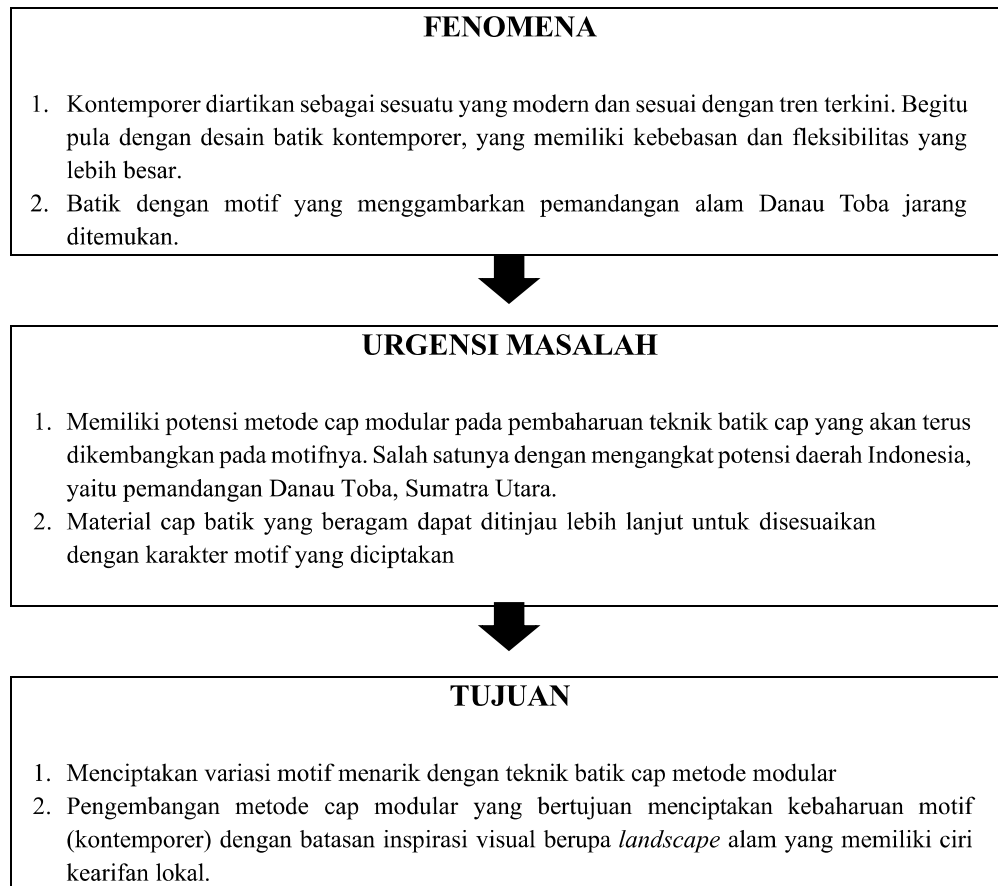 FENOMENA
1. Kontemporer diartikan sebagai sesuatu yang modern dan sesuai dengan tren terkini. Begitu
pula dengan desain batik kontemporer, yang memiliki kebebasan dan fleksibilitas yang
lebih besar.
2. Batik dengan motif yang menggambarkan pemandangan alam Danau Toba jarang
ditemukan.
URGENSI MASALAH
1. Memiliki potensi metode cap modular pada pembaharuan teknik batik cap yang akan terus
dikembangkan pada motifnya. Salah satunya dengan mengangkat potensi daerah Indonesia,
yaitu pemandangan Danau Toba, Sumatra Utara.
2. Material cap batik yang beragam dapat ditinjau lebih lanjut untuk disesuaikan
dengan karakter motif yang diciptakan
TUJUAN
1. Menciptakan variasi motif menarik dengan teknik batik cap metode modular
2. Pengembangan metode cap modular yang bertujuan menciptakan kebaharuan motif
(kontemporer) dengan batasan inspirasi visual berupa landscape alam yang memiliki ciri
kearifan lokal.